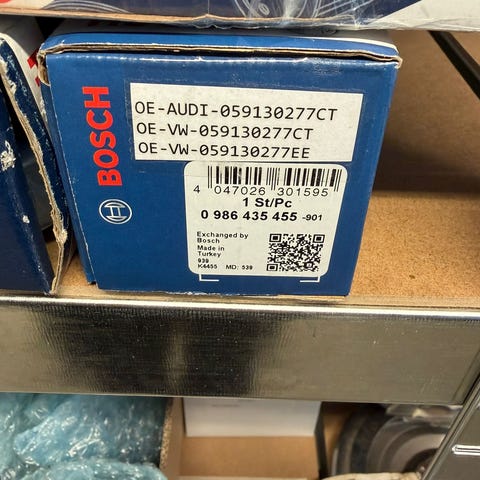 BOSCH
OE-AUDI-059130277CT
OE-VW-059130277CT
OE-VW-059130277EE
4 047026 301595
1 St/Pc
0 986 435 455 -901
Exchanged by
Bosch
Made in
Turkey
939
K4455 MD: 539